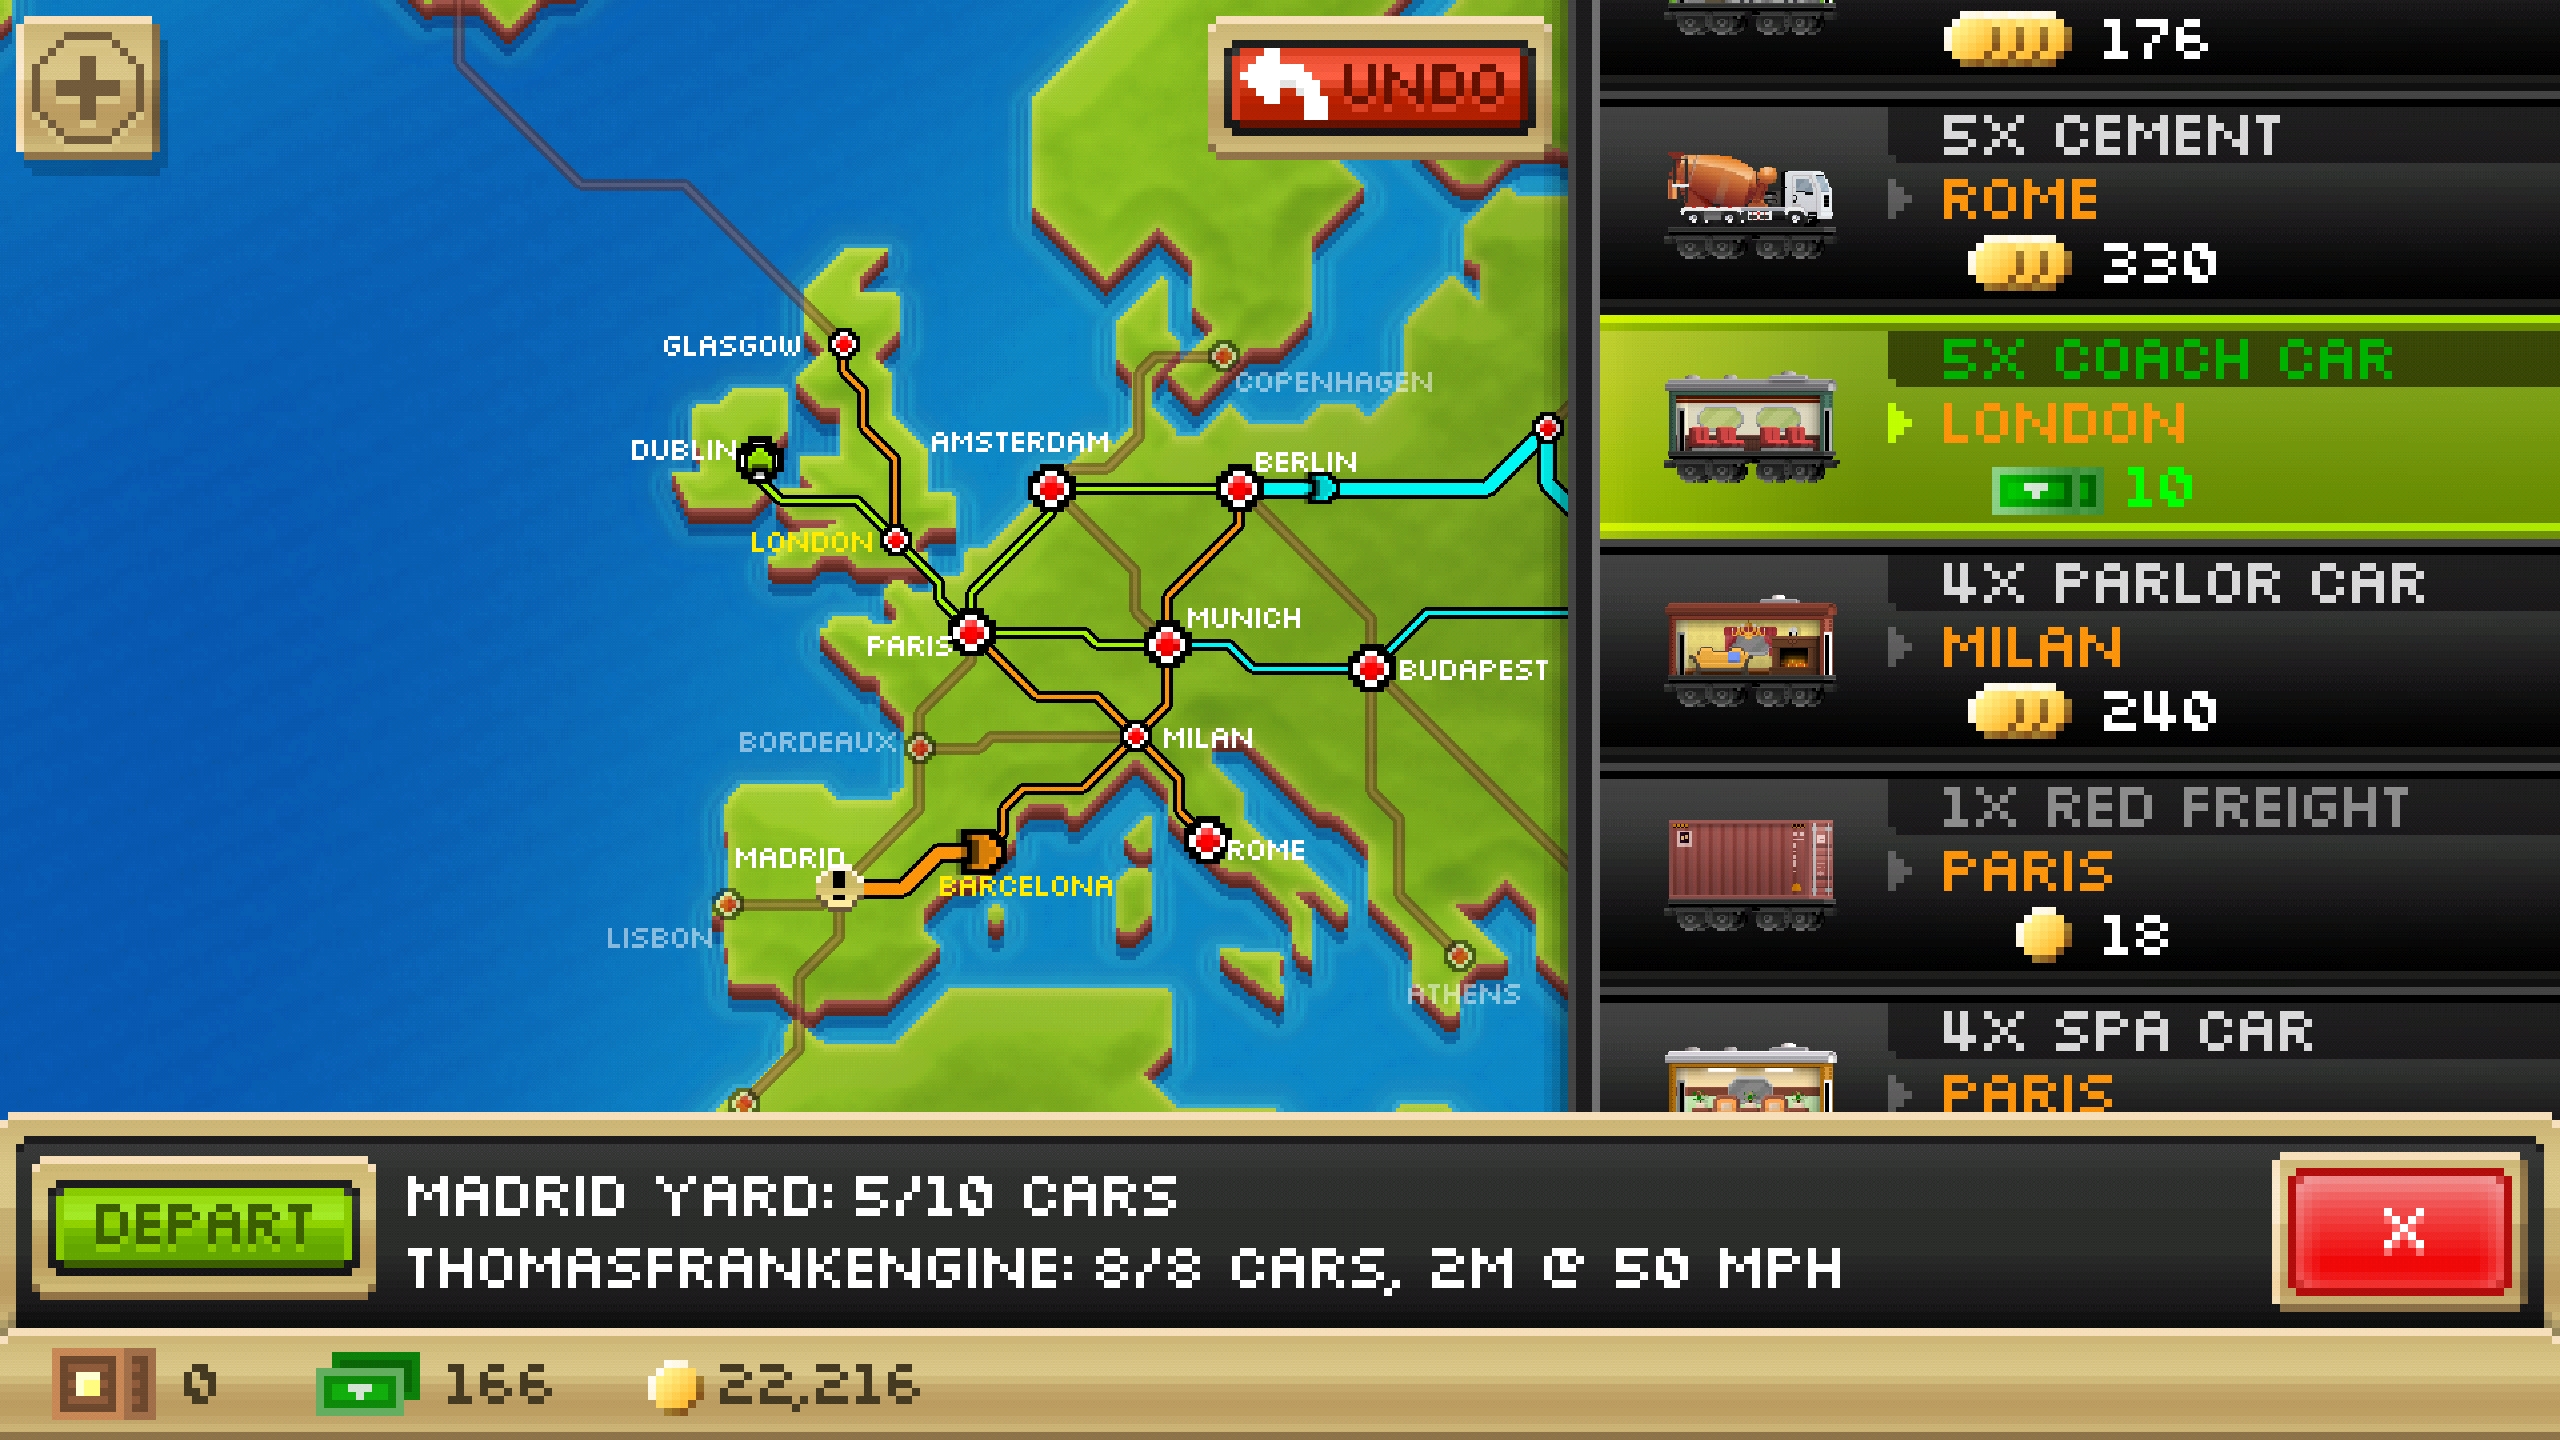 UNDO
GLASGOW
DUBLIN
AMSTERDAM
COPENHAGEN
BERLIN
LONDON
PARIS
MUNICH
BUDAPEST
BORDEAUX
MILAN
MADRID
BARCELONA
ROME
LISBON
ATHENS
176
5X CEMENT
ROME
330
5X COACH CAR
LONDON
10
4X PARLOR CAR
MILAN
240
1X RED FREIGHT
PARIS
18
4X SPA CAR
PARIS
DEPART
MADRID YARD: 5/10 CARS
THOMASFRANKENGINE: 8/8 CARS, 2M @ 50 MPH
X
0
166
22,216